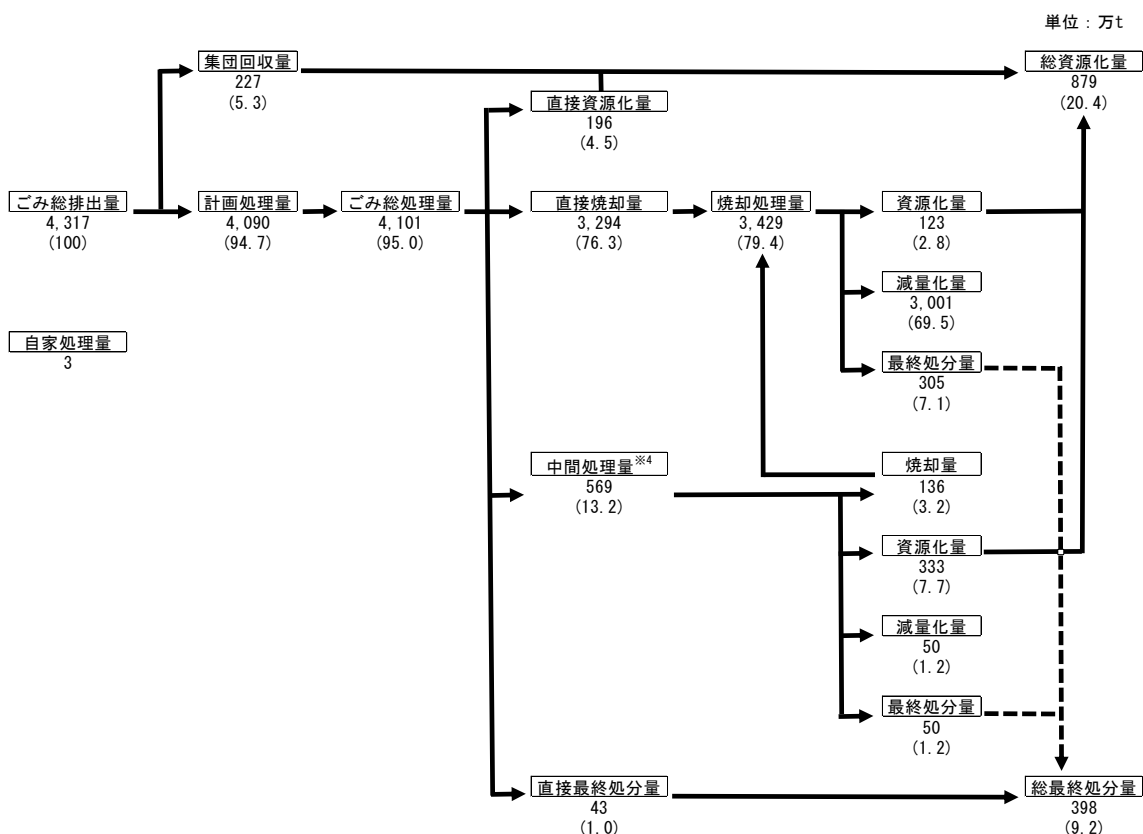 単位：万t
集団回収量
227
(5.3)
総資源化量
879
(20.4)
直接資源化量
196
(4.5)
ごみ総排出量
4,317
(100)
計画処理量
4,090
(94.7)
ごみ総処理量
4,101
(95.0)
直接焼却量
3,294
(76.3)
焼却処理量
3,429
(79.4)
資源化量
123
(2.8)
減量化量
3,001
(69.5)
自家処理量
3
最終処分量
305
(7.1)
中間処理量※4
569
(13.2)
焼却量
136
(3.2)
資源化量
333
(7.7)
減量化量
50
(1.2)
最終処分量
50
(1.2)
直接最終処分量
43
(1.0)
総最終処分量
398
(9.2)